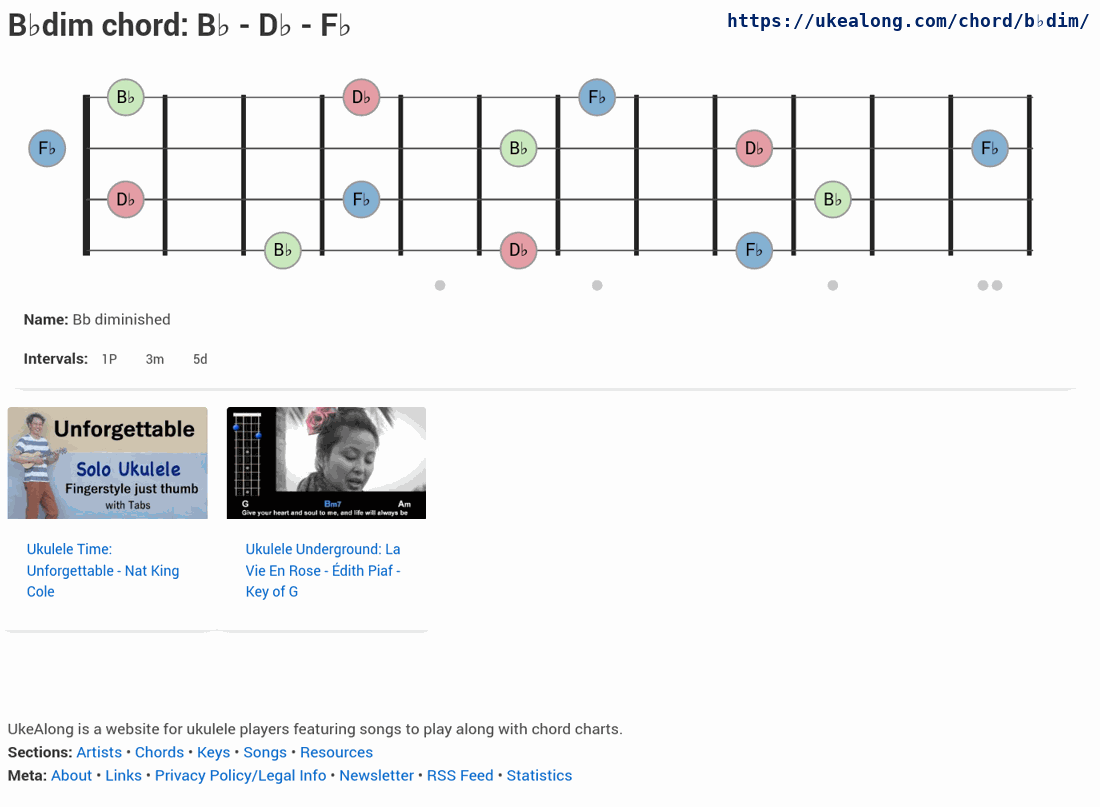 B♭dim chord: B♭ - D♭ - F♭
https://ukealong.com/chord/b♭dim/
B♭ D♭ F♭
F♭ B♭ D♭ F♭
D♭ F♭ B♭
B♭ D♭ F♭
Name: Bb diminished
Intervals: 1P 3m 5d
Unforgettable
Solo Ukulele
Fingerstyle just thumb
with Tabs
G Bm7 Am
Give your heart and soul to me, and life will always be
Ukulele Time:
Unforgettable - Nat King
Cole
Ukulele Underground: La
Vie En Rose - Édith Piaf -
Key of G
UkeAlong is a website for ukulele players featuring songs to play along with chord charts.
Sections: Artists • Chords • Keys • Songs • Resources
Meta: About • Links • Privacy Policy/Legal Info • Newsletter • RSS Feed • Statistics